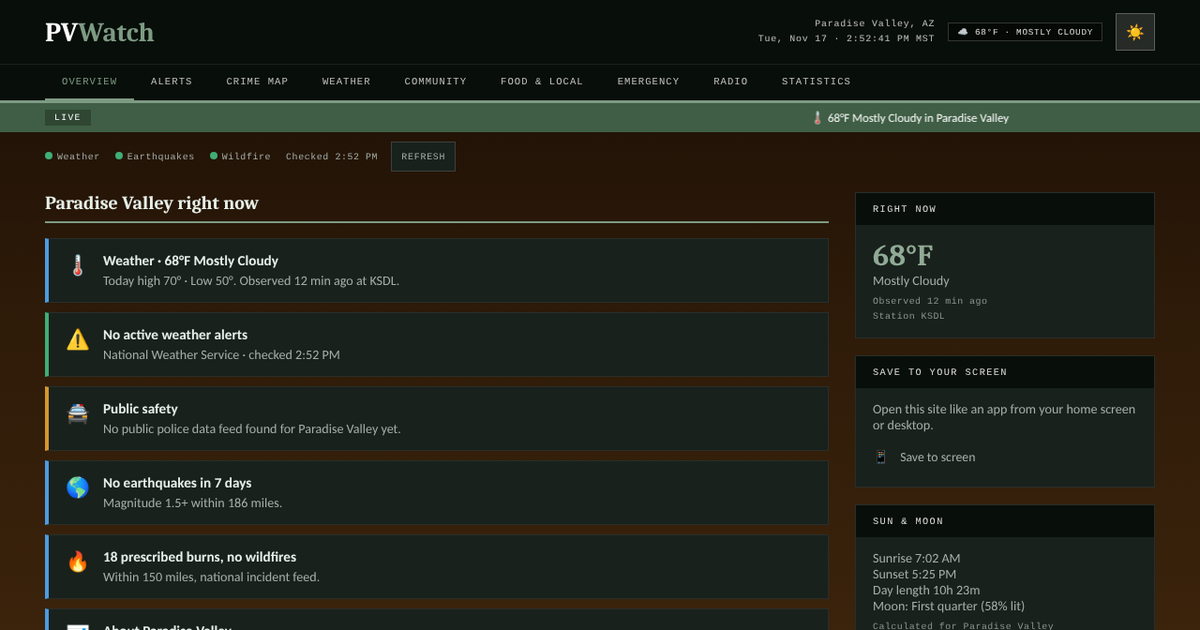 PVWatch
Paradise Valley, AZ
Tue, Nov 17 · 2:52:41 PM MST
68°F · MOSTLY CLOUDY
OVERVIEW ALERTS CRIME MAP WEATHER COMMUNITY FOOD & LOCAL EMERGENCY RADIO STATISTICS
LIVE
68°F Mostly Cloudy in Paradise Valley
Weather Earthquakes Wildfire Checked 2:52 PM REFRESH
Paradise Valley right now
Weather · 68°F Mostly Cloudy
Today high 70° · Low 50°. Observed 12 min ago at KSDL.
No active weather alerts
National Weather Service · checked 2:52 PM
Public safety
No public police data feed found for Paradise Valley yet.
No earthquakes in 7 days
Magnitude 1.5+ within 186 miles.
18 prescribed burns, no wildfires
Within 150 miles, national incident feed.
About Paradise Valley
RIGHT NOW
68°F
Mostly Cloudy
Observed 12 min ago
Station KSDL
SAVE TO YOUR SCREEN
Open this site like an app from your home screen
or desktop.
Save to screen
SUN & MOON
Sunrise 7:02 AM
Sunset 5:25 PM
Day length 10h 23m
Moon: First quarter (58% lit)
Calculated for Paradise Valley